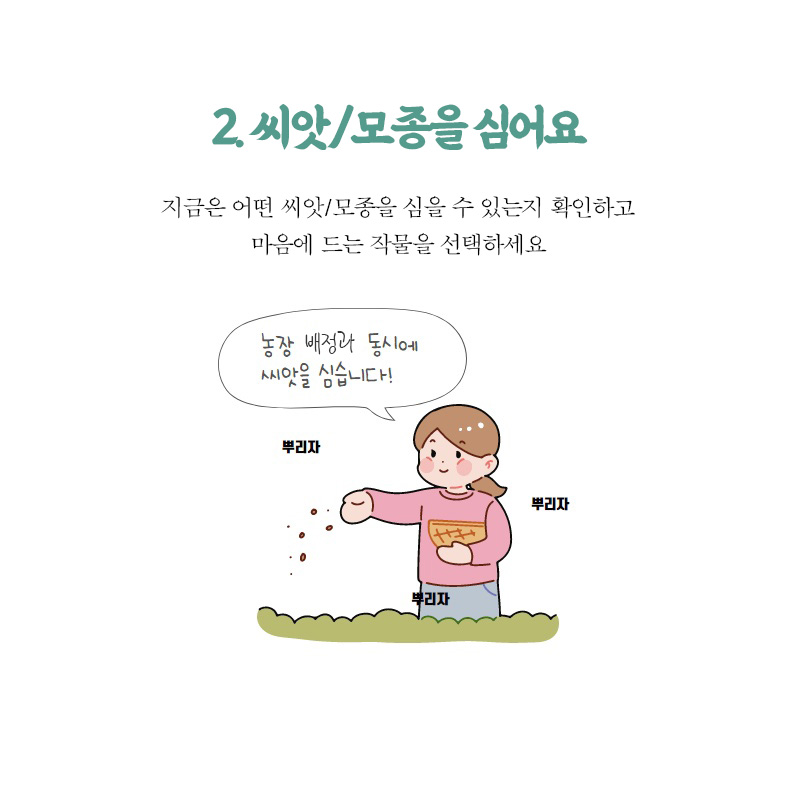 2. 씨앗/모종을 심어요
지금은 어떤 씨앗/모종을 심을 수 있는지 확인하고
마음에 드는 작물을 선택하세요
농장 배정과 동시에
씨앗을 심습니다!
뿌리자
뿌리자
뿌리자